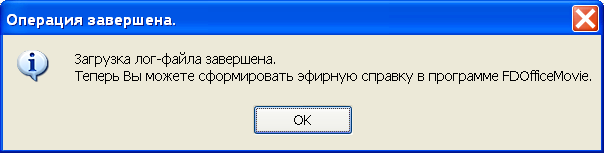 Операция завершена.
Загрузка лог-файла завершена.
Теперь Вы можете сформировать эфирную справку в программе FDOfficeMovie.
OK